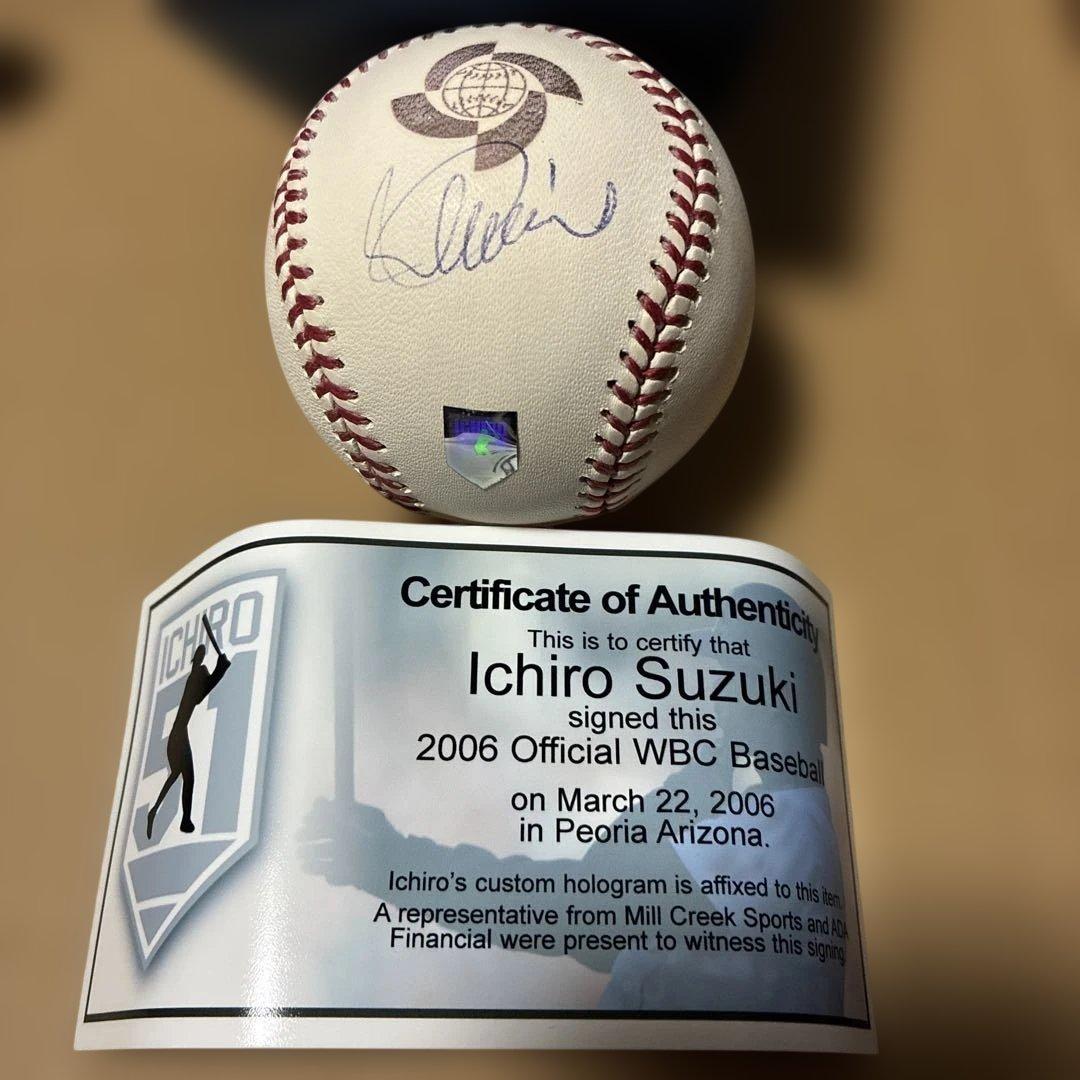 ICHIRO
ICHIRO
51
Certificate of Authenticity
This is to certify that
Ichiro Suzuki
signed this
2006 Official WBC Baseball
on March 22, 2006
in Peoria Arizona.
Ichiro's custom hologram is affixed to this item.
A representative from Mill Creek Sports and ADA
Financial were present to witness this signing.